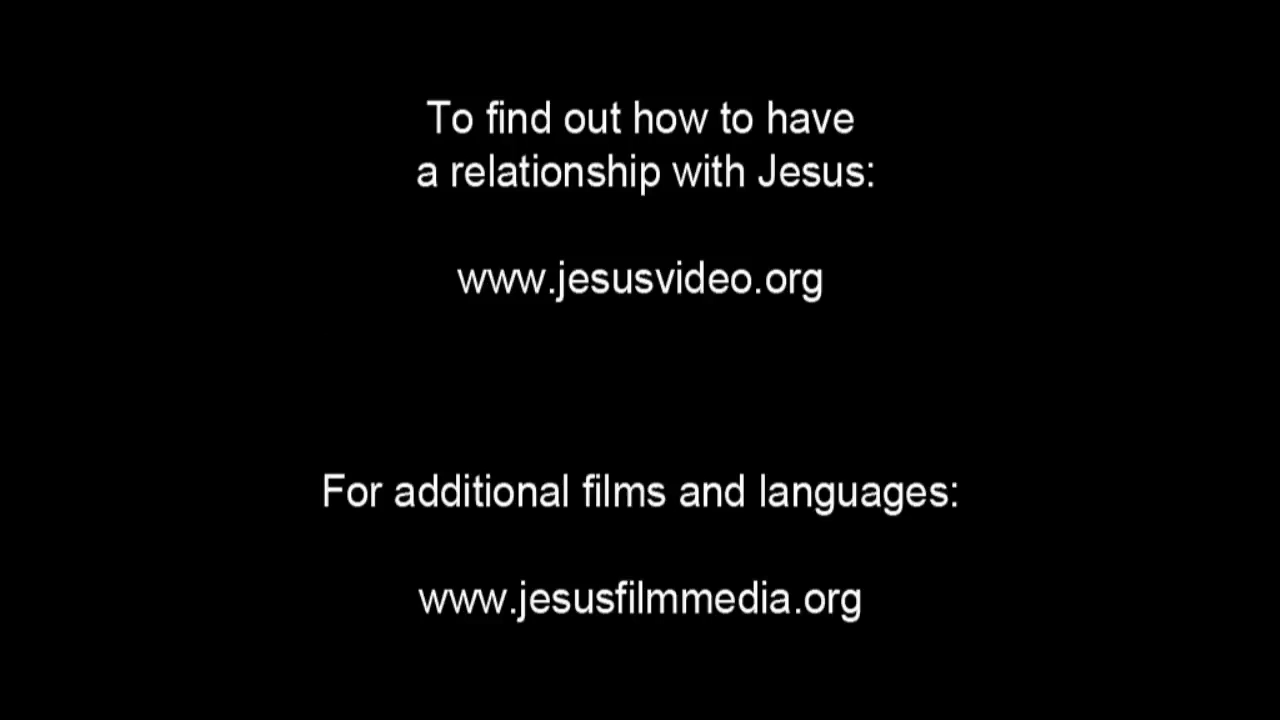 To find out how to have
a relationship with Jesus:
www.jesusvideo.org
For additional films and languages:
www.jesusfilmmedia.org